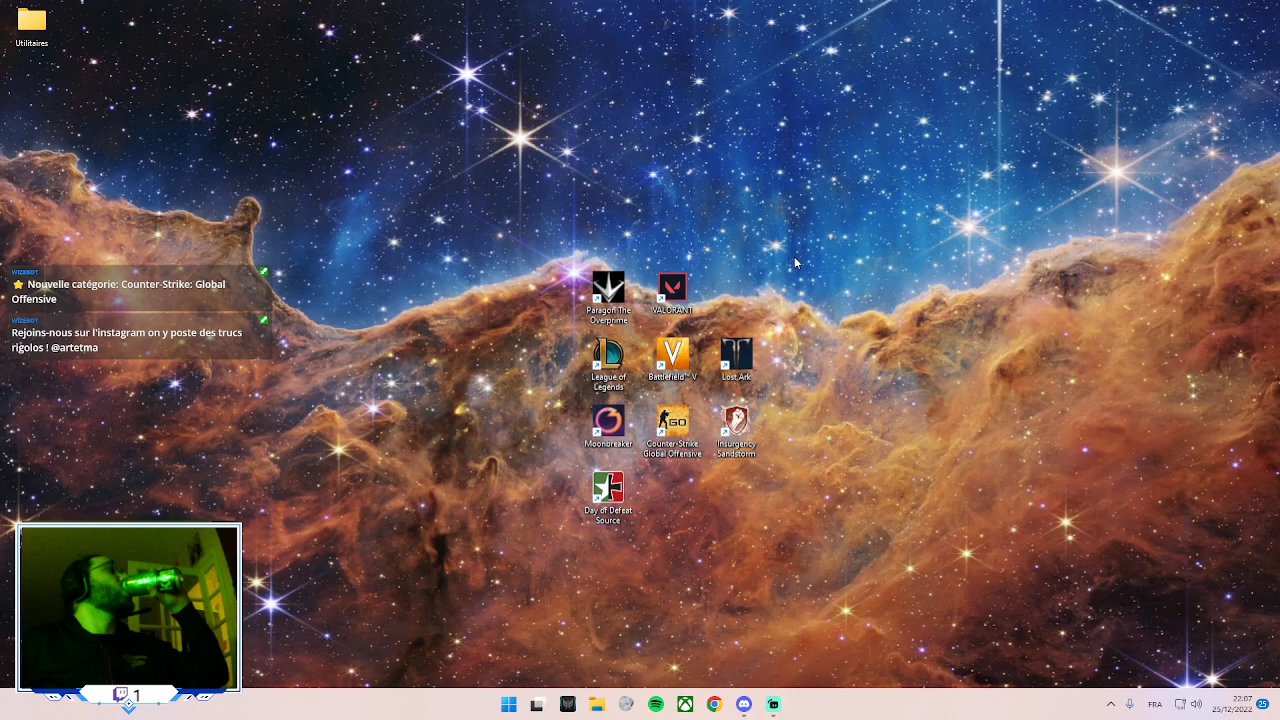 Utilitaires
WIZEBOT
Nouvelle catégorie: Counter-Strike: Global
Offensive
WIZEBOT
Rejoins-nous sur l'instagram on y poste des trucs
rigolos ! @artetma
Paragon The
Overprime
VALORANT
League of
Legends
Battlefield™ V
Lost Ark
Moonbreaker
GO
Counter-Strike
Global Offensive
Insurgency
Sandstorm
Day of Defeat
Source
1
FRA
22:07
25/12/2022